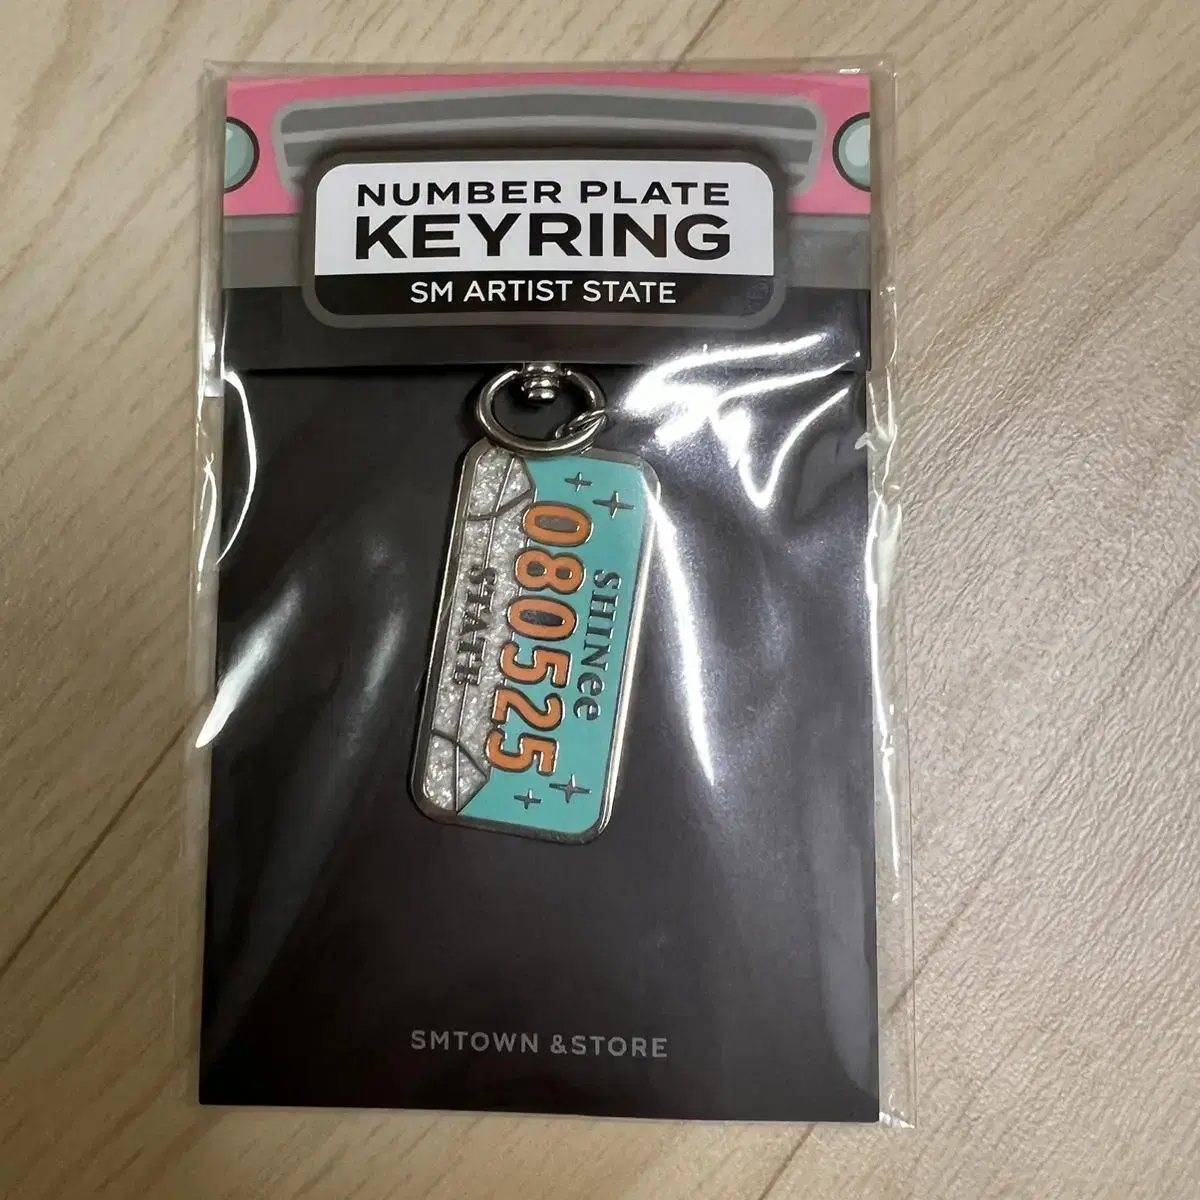 NUMBER PLATE
KEYRING
SM ARTIST STATE
SHINee
080525
STATE
SMTOWN &STORE